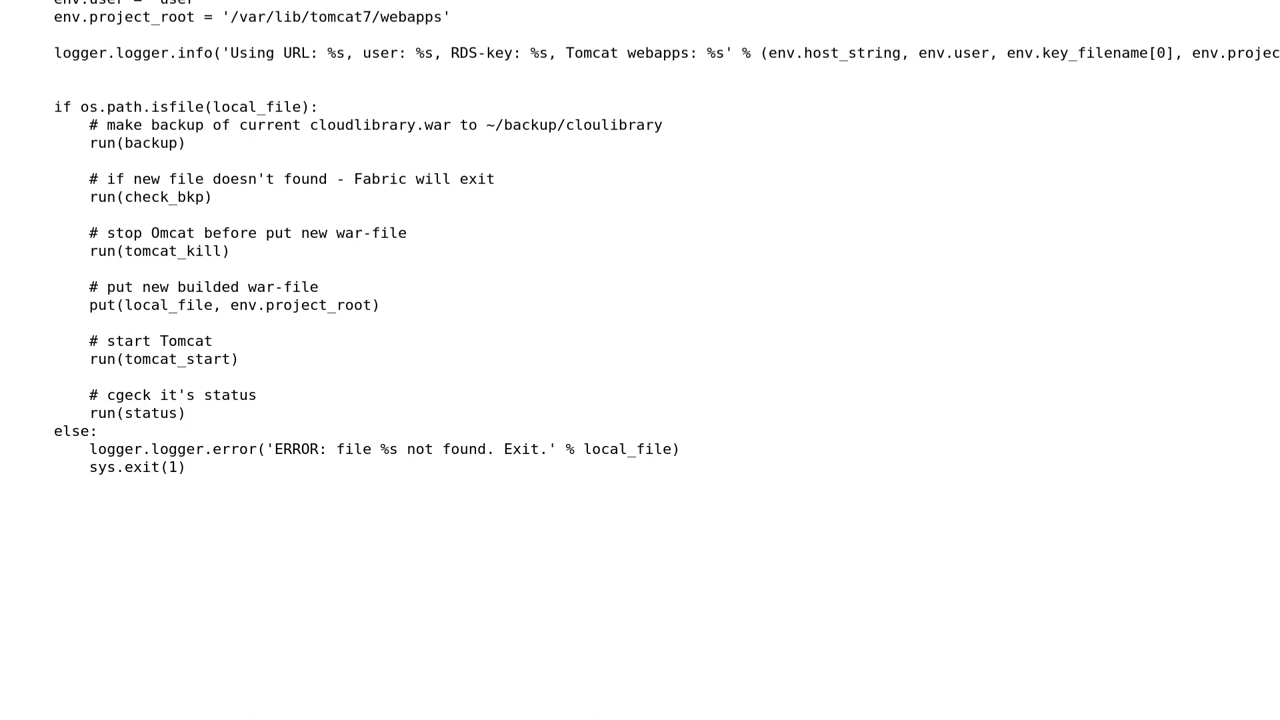 env.user = 'user'
env.project_root = '/var/lib/tomcat7/webapps'
logger.logger.info('Using URL: %s, user: %s, RDS-key: %s, Tomcat webapps: %s' % (env.host_string, env.user, env.key_filename[0], env.projec
if os.path.isfile(local_file):
# make backup of current cloudlibrary.war to ~/backup/cloulibrary
run(backup)
# if new file doesn't found - Fabric will exit
run(check_bkp)
# stop Omcat before put new war-file
run(tomcat_kill)
# put new builded war-file
put(local_file, env.project_root)
# start Tomcat
run(tomcat_start)
# cgeck it's status
run(status)
else:
logger.logger.error('ERROR: file %s not found. Exit.' % local_file)
sys.exit(1)